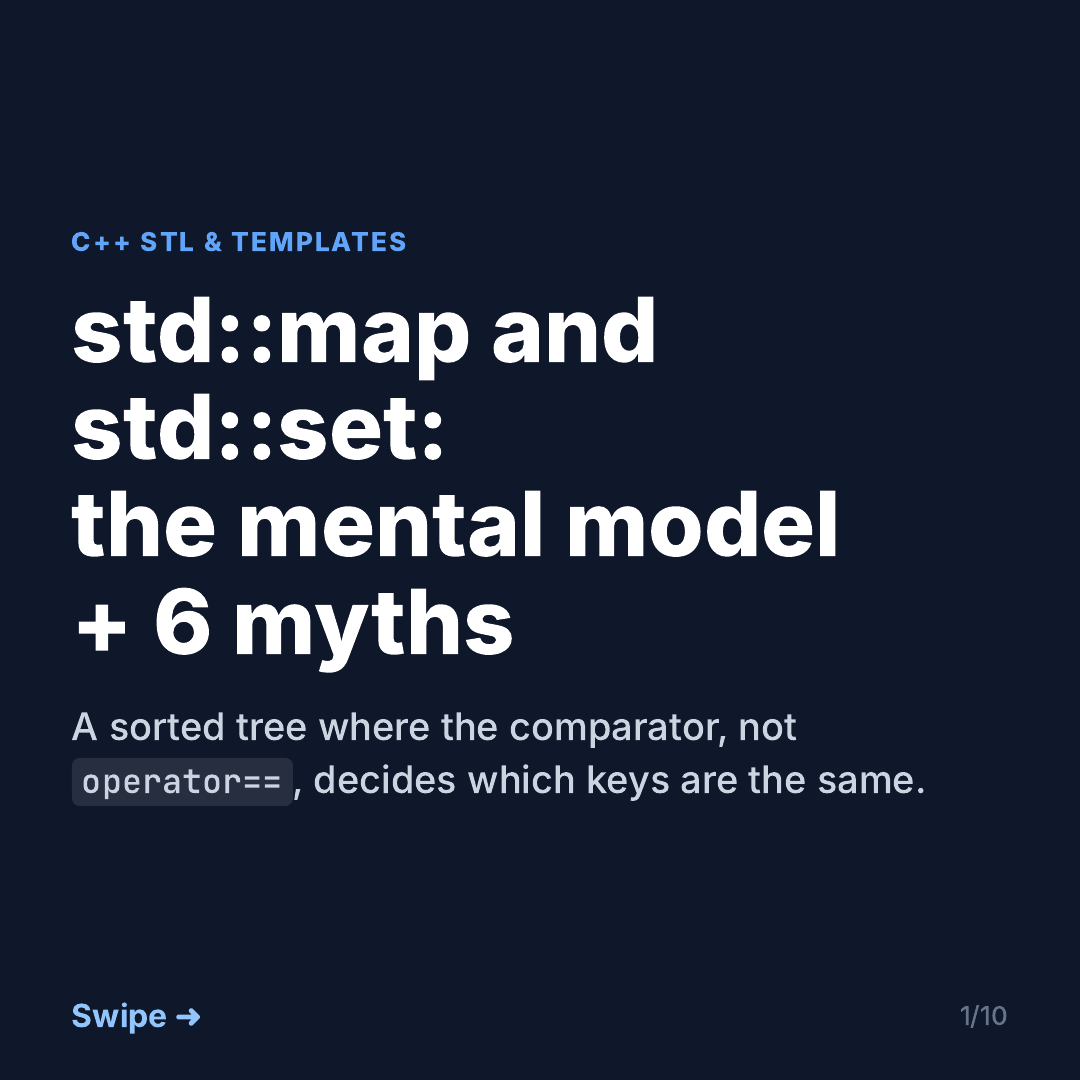 C++ STL & TEMPLATES
std::map and
std::set:
the mental model
+ 6 myths
A sorted tree where the comparator, not
operator==, decides which keys are the same.
Swipe ➜
1/10